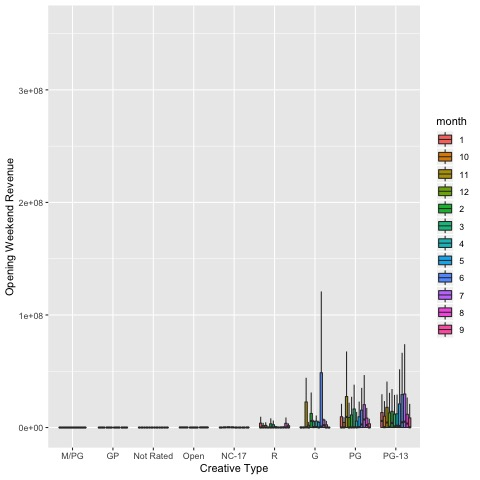 month
1
10
11
12
2
3
4
5
6
7
8
9
Opening Weekend Revenue
3e+08
2e+08
1e+08
0e+00
M/PG GP Not Rated Open NC-17 R G PG PG-13
Creative Type